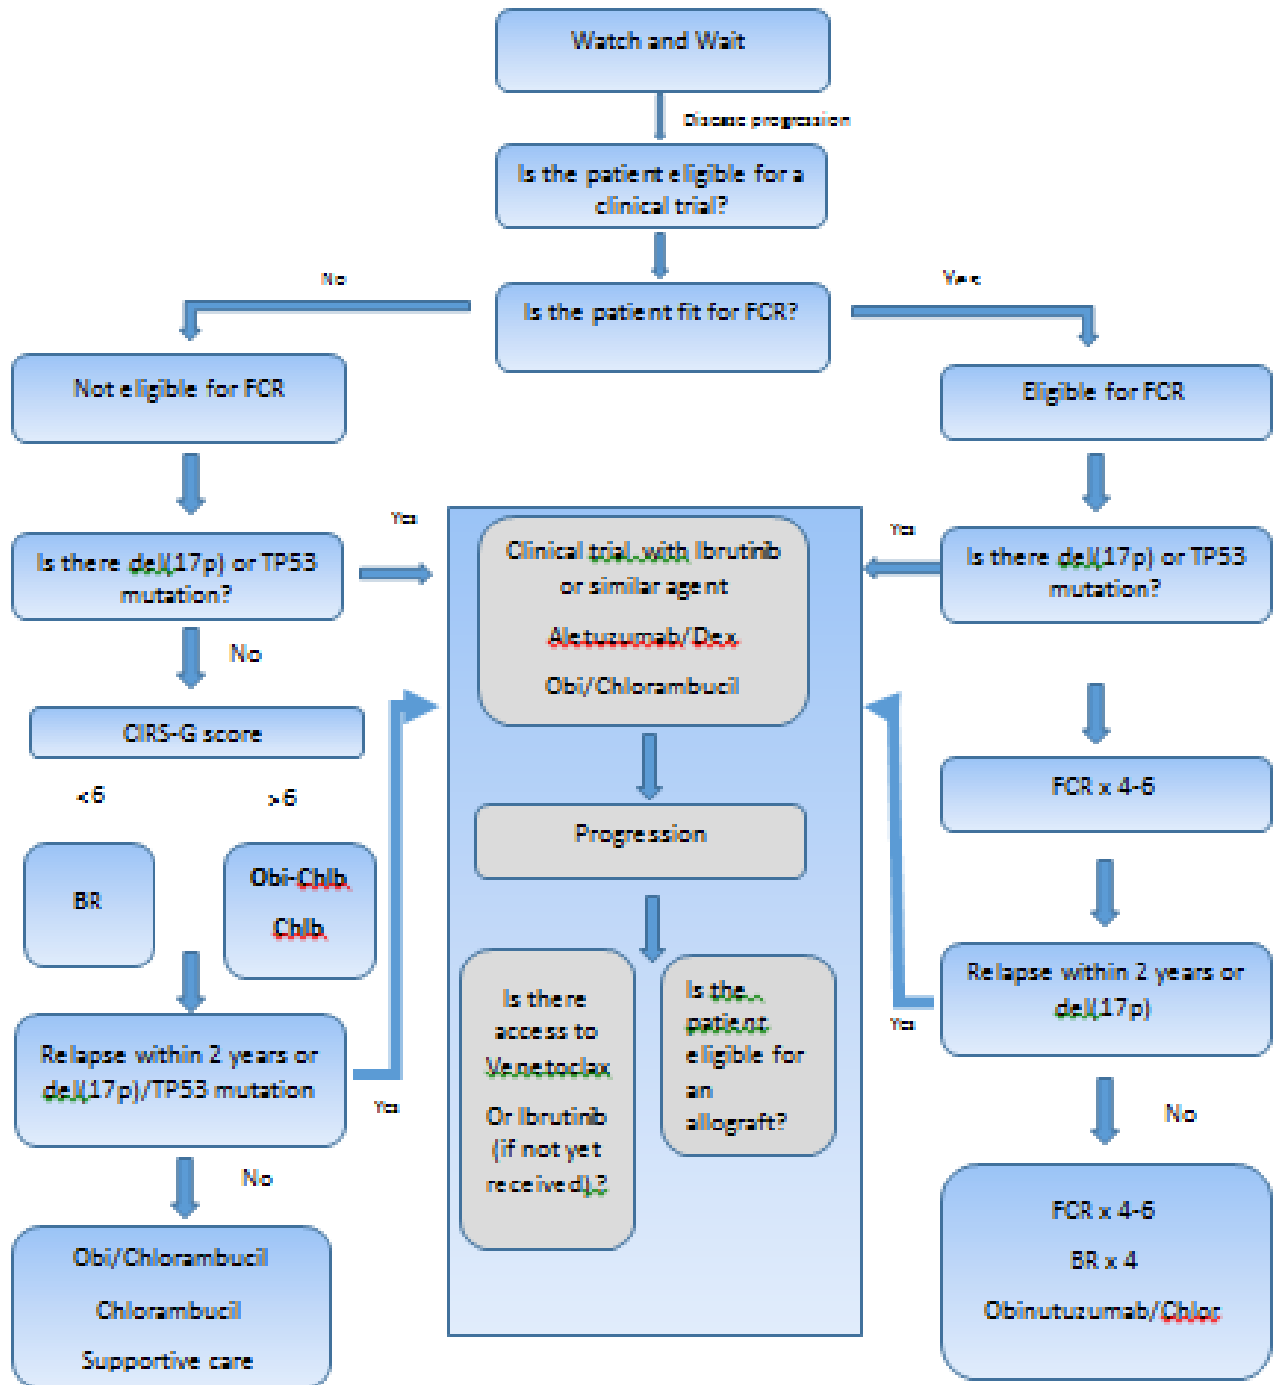 Watch and Wait
Disease progression
Is the patient eligible for a
clinical trial?
No
Yes
Is the patient fit for FCR?
Not eligible for FCR
Eligible for FCR
Yes
Yes
Is there del(17p) or TP53
mutation?
Clinical trial with Ibrutinib
or similar agent
Aletuzumab/Dex
Obi/Chlorambucil
Is there del(17p) or TP53
mutation?
No
CIRS-G score
<6
>6
BR
Obi-Chlb
Chlb
Progression
FCR x 4-6
Relapse within 2 years or
del(17p)/TP53 mutation
Yes
Is there
access to
Venetoclax
Or Ibrutinib
(if not yet
received)?
Is the
patient
eligible for
an
allograft?
Relapse within 2 years or
del(17p)
Yes
No
No
Obi/Chlorambucil
Chlorambucil
Supportive care
FCR x 4-6
BR x 4
Obinutuzumab/Chlor